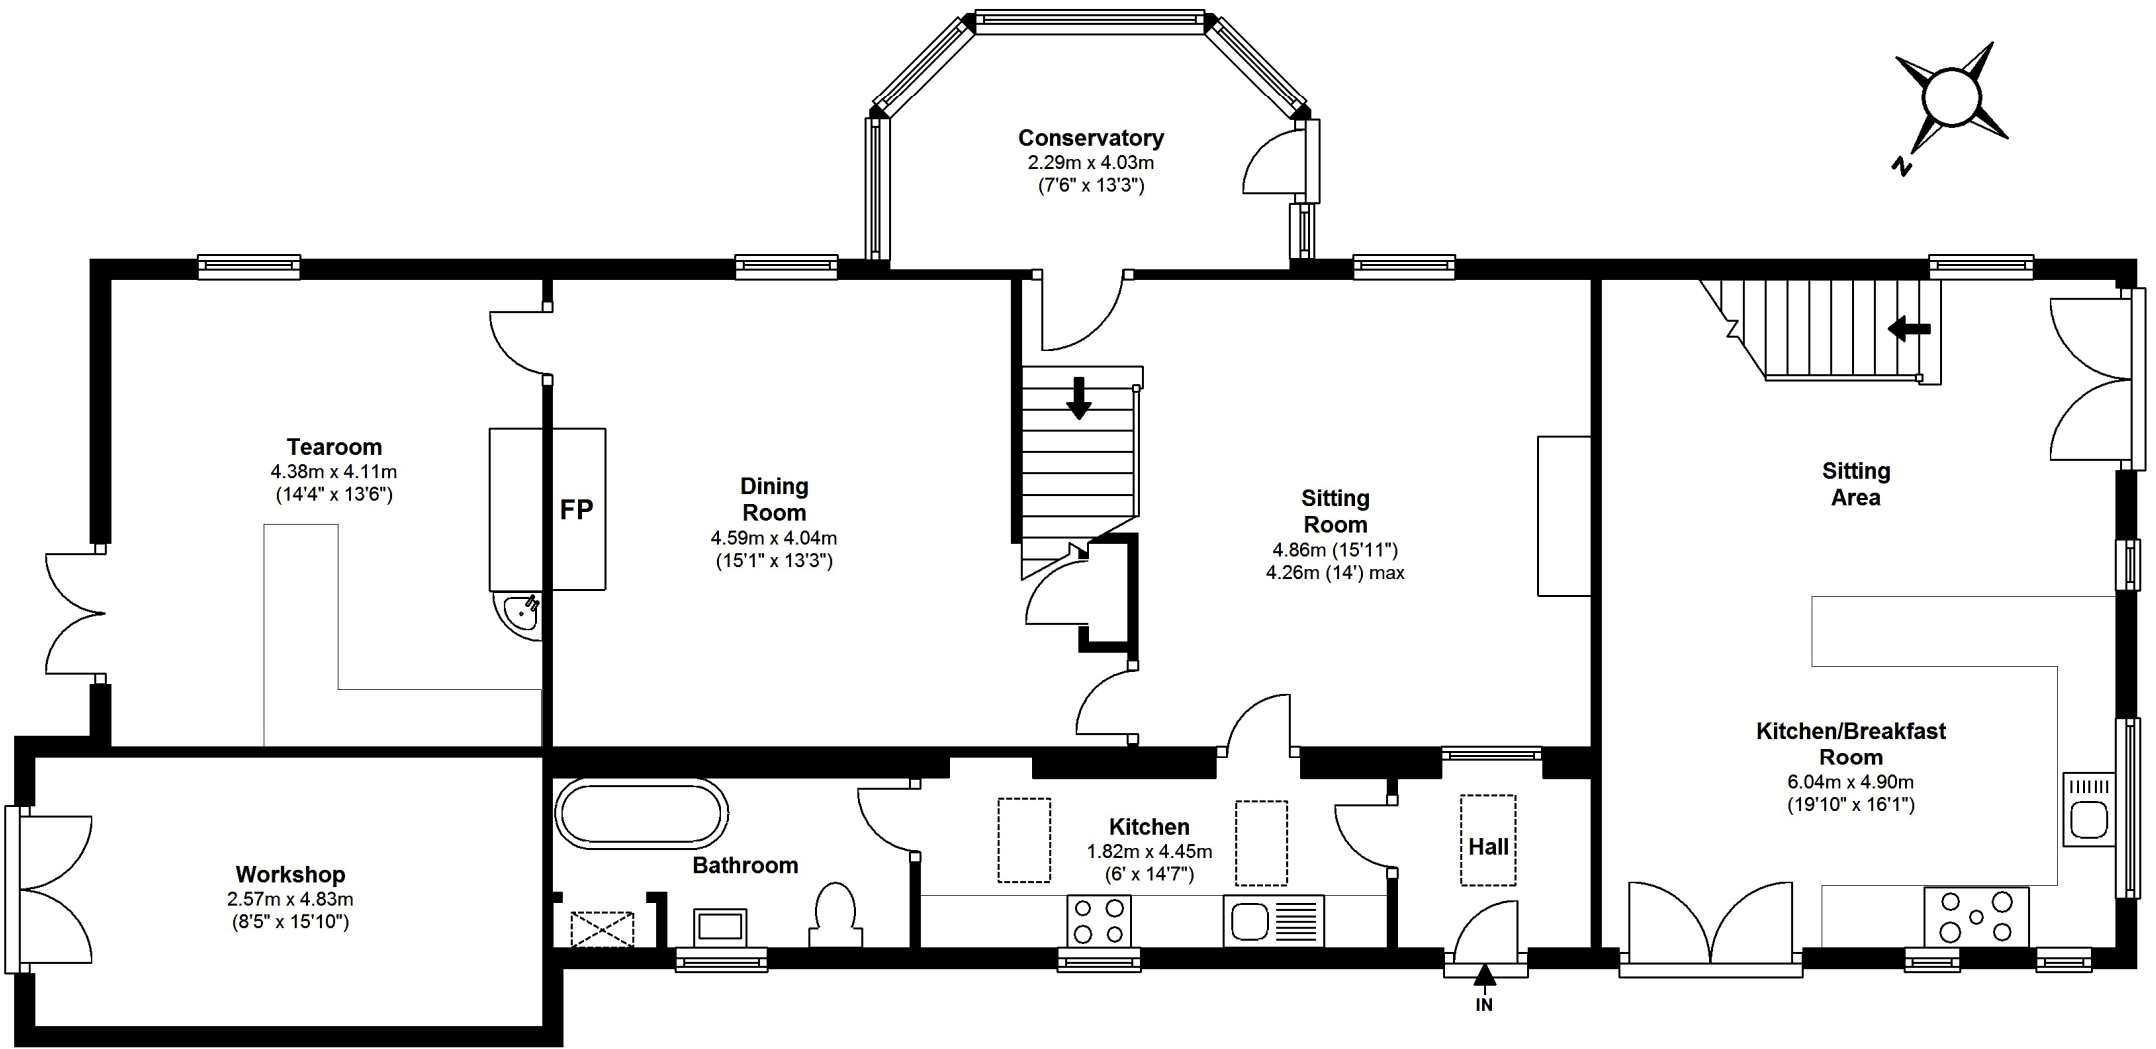 Conservatory
2.29m x 4.03m
(7'6" x 13'3")
N
Tearoom
4.38m x 4.11m
(14'4" x 13'6")
FP
Dining
Room
4.59m x 4.04m
(15'1" x 13'3")
Sitting
Room
4.86m (15'11")
4.26m (14') max
Sitting
Area
Kitchen/Breakfast
Room
6.04m x 4.90m
(19'10" x 16'1")
Workshop
2.57m x 4.83m
(8'5" x 15'10")
Bathroom
Kitchen
1.82m x 4.45m
(6' x 14'7")
Hall
IN